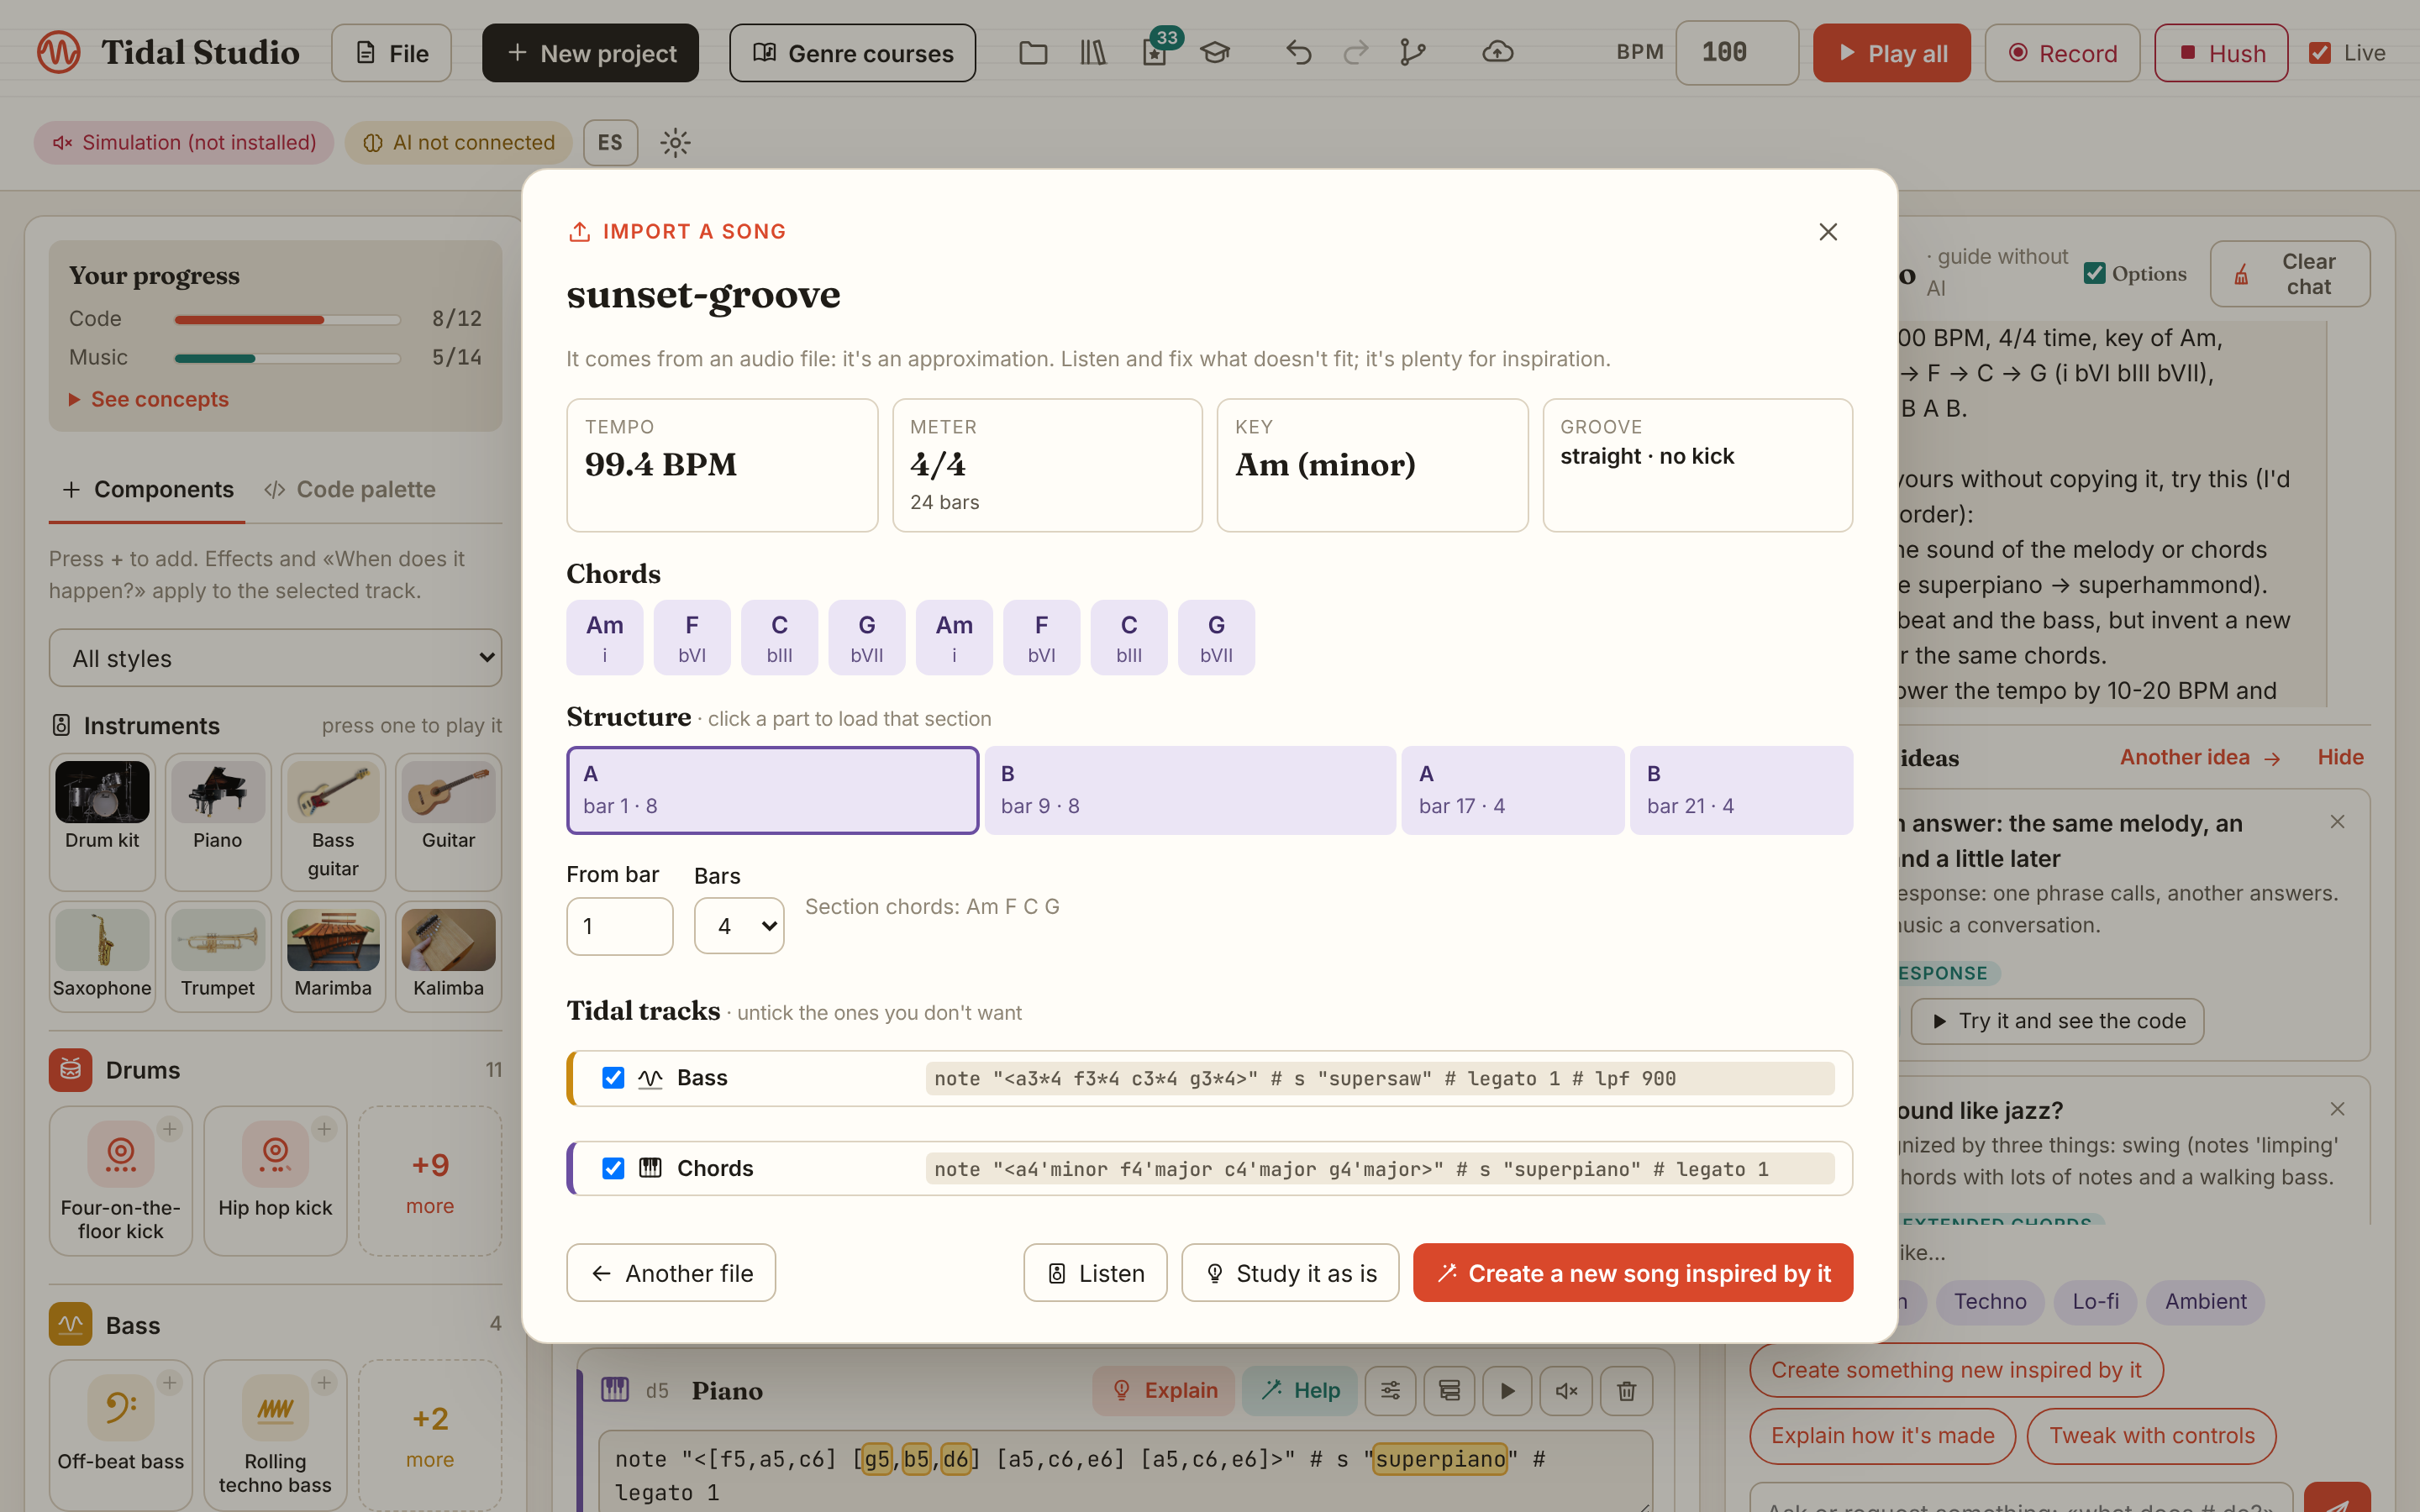 Tidal Studio
File
New project
Genre courses
33
BPM
100
Play all
Record
Hush
Live
Simulation (not installed)
AI not connected
ES
Your progress
Code
8/12
Music
5/14
See concepts
Components
Code palette
Press + to add. Effects and «When does it
happen?» apply to the selected track.
All styles
Instruments
press one to play it
Drum kit
Piano
Bass
guitar
Guitar
Saxophone
Trumpet
Marimba
Kalimba
Drums
11
Four-on-the-
floor kick
Hip hop kick
+9
more
Bass
4
Off-beat bass
Rolling
techno bass
+2
more
IMPORT A SONG
sunset-groove
It comes from an audio file: it's an approximation. Listen and fix what doesn't fit; it's plenty for inspiration.
TEMPO
99.4 BPM
METER
4/4
24 bars
KEY
Am (minor)
GROOVE
straight · no kick
Chords
Am
i
F
bVI
C
bIII
G
bVII
Am
i
F
bVI
C
bIII
G
bVII
Structure · click a part to load that section
A
bar 1 · 8
B
bar 9 · 8
A
bar 17 · 4
B
bar 21 · 4
From bar
1
Bars
4
Section chords: Am F C G
Tidal tracks · untick the ones you don't want
Bass
note "<a3*4 f3*4 c3*4 g3*4>" # s "supersaw" # legato 1 # lpf 900
Chords
note "<a4'minor f4'major c4'major g4'major>" # s "superpiano" # legato 1
Another file
Listen
Study it as is
Create a new song inspired by it
d5
Piano
Explain
Help
note "<[f5,a5,c6] [g5,b5,d6] [a5,c6,e6] [a5,c6,e6]>" # s "superpiano" #
legato 1
· guide without
AI
Options
Clear
chat
00 BPM, 4/4 time, key of Am,
→ F → C → G (i bVI bIII bVII),
B A B.
yours without copying it, try this (I'd
order):
he sound of the melody or chords
e superpiano → superhammond).
beat and the bass, but invent a new
r the same chords.
ower the tempo by 10-20 BPM and
ideas
Another idea →
Hide
n answer: the same melody, an
nd a little later
esponse: one phrase calls, another answers.
usic a conversation.
ESPONSE
Try it and see the code
ound like jazz?
gnized by three things: swing (notes 'limping'
hords with lots of notes and a walking bass.
EXTENDED CHORDS
ike...
Techno
Lo-fi
Ambient
Create something new inspired by it
Explain how it's made
Tweak with controls
Ask or request something: «what does # do?»